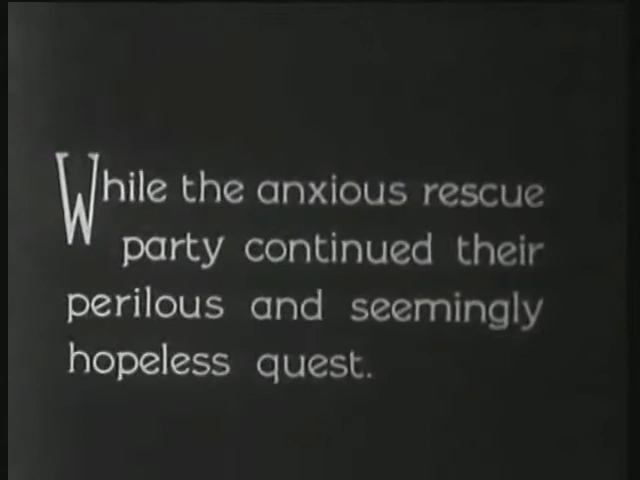 While the anxious rescue
party continued their
perilous and seemingly
hopeless quest.